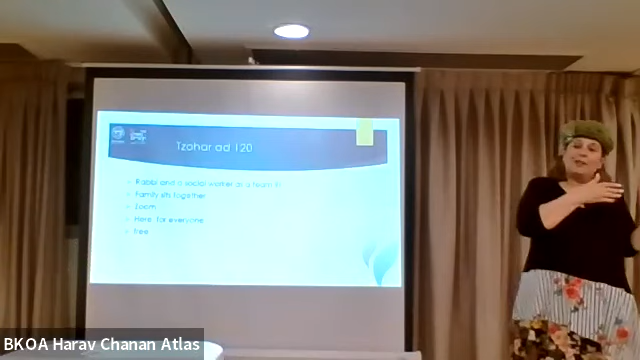 Tzohar ad 120
Rabbi and a social worker as a team
Family sits together
Zoom
Here for everyone
free
BKOA Harav Chanan Atlas